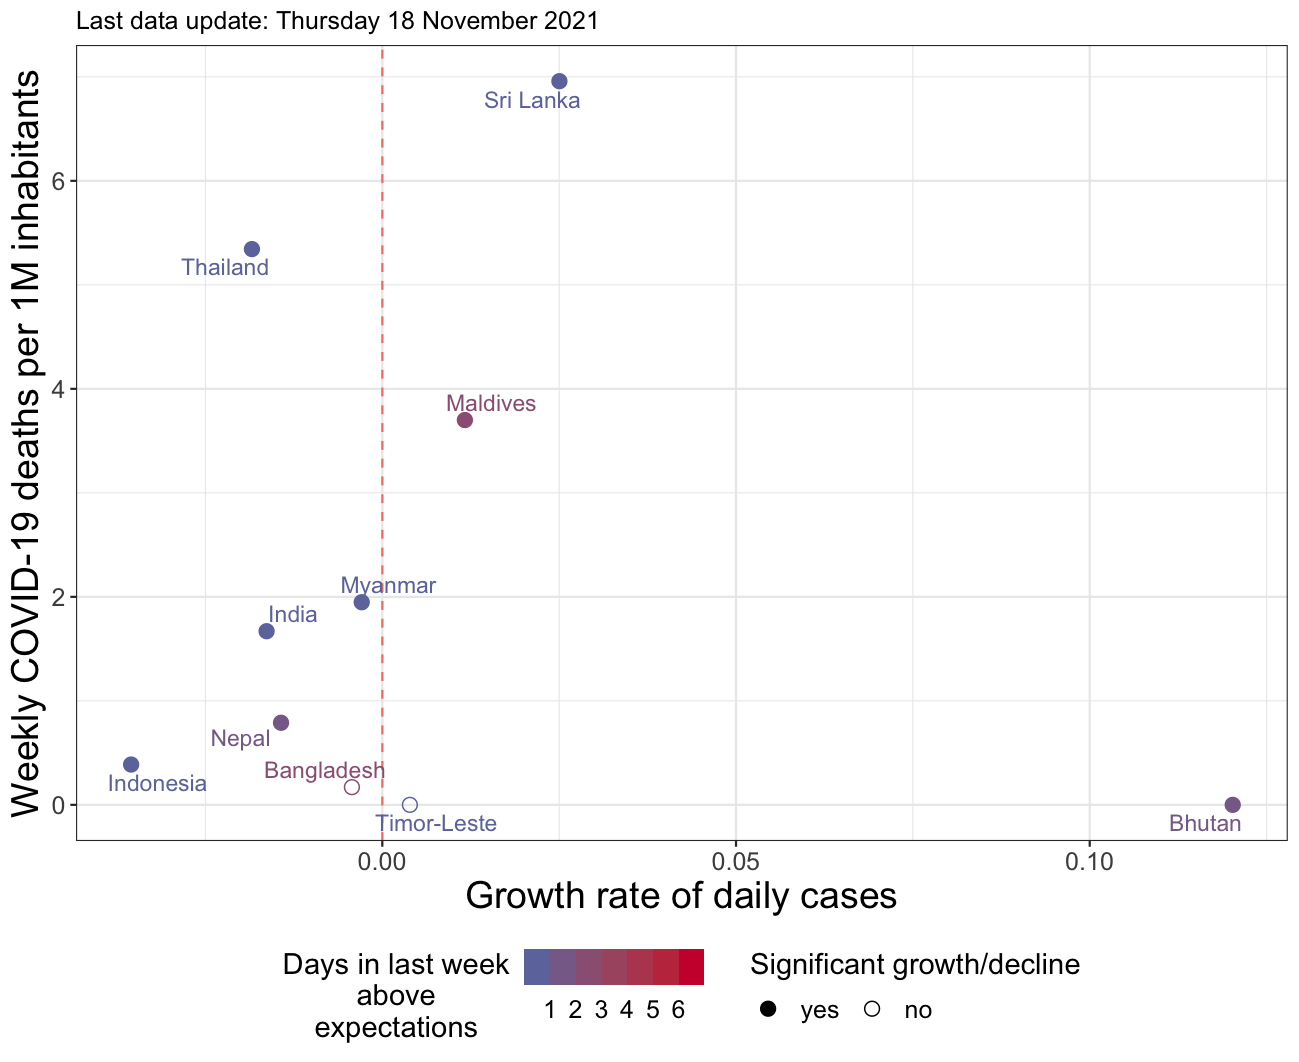 Last data update: Thursday 18 November 2021
Weekly COVID-19 deaths per 1M inhabitants
Sri Lanka
6
Thailand
4
Maldives
Myanmar
2
India
Nepal
Bangladesh
Indonesia
0
Timor-Leste
Bhutan
0.00 0.05 0.10
Growth rate of daily cases
Days in last week
above
expectations
1 2 3 4 5 6
Significant growth/decline
yes no